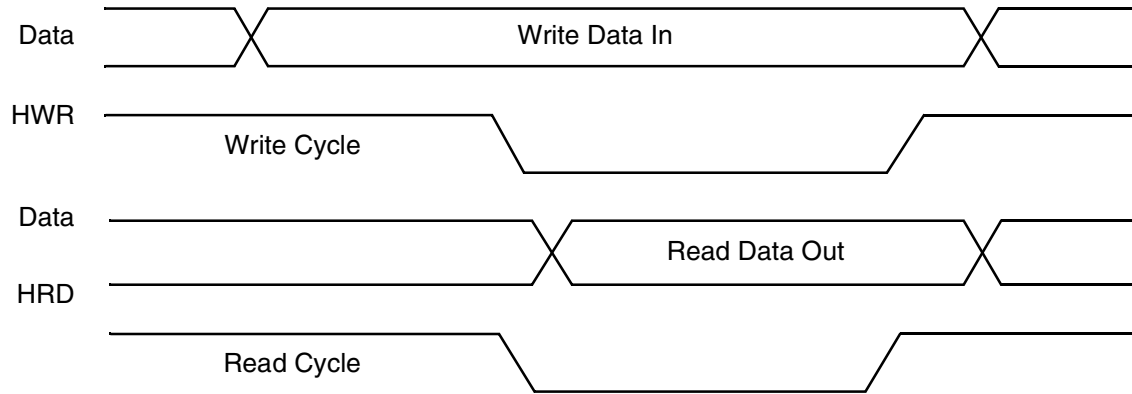 Data
Write Data In
HWR
Write Cycle
Data
Read Data Out
HRD
Read Cycle